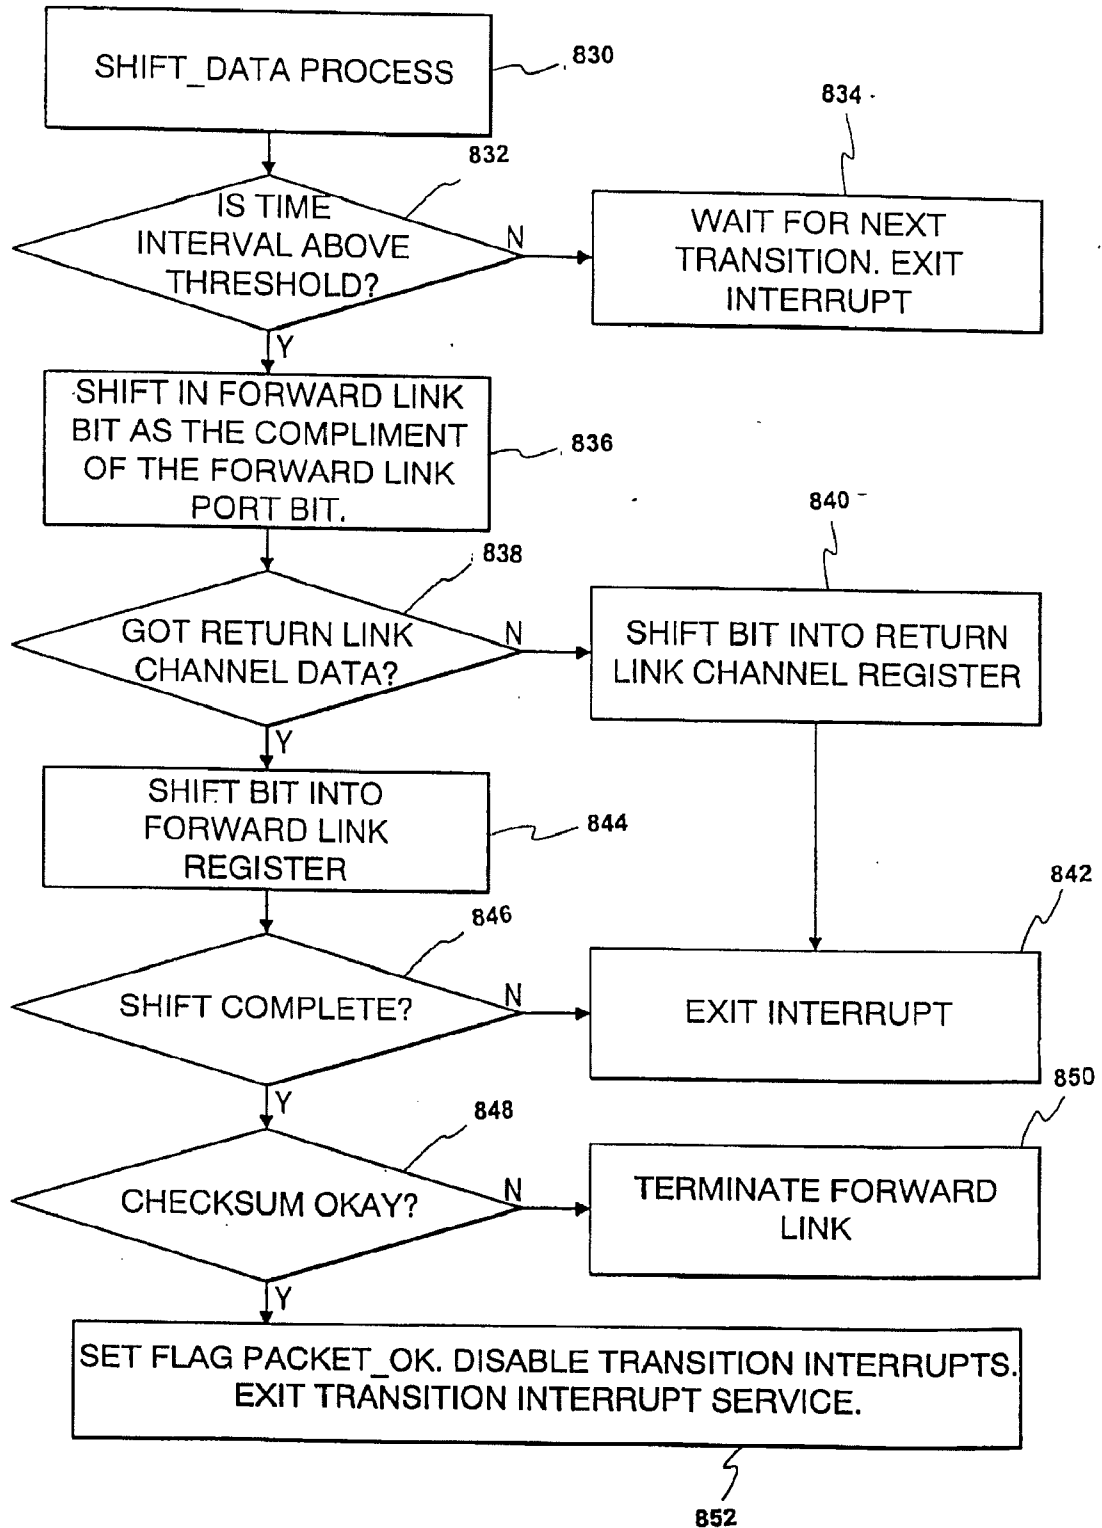 SHIFT_DATA PROCESS
830
834
832
IS TIME
INTERVAL ABOVE
THRESHOLD?
N
WAIT FOR NEXT
TRANSITION. EXIT
INTERRUPT
Y
SHIFT IN FORWARD LINK
BIT AS THE COMPLIMENT
OF THE FORWARD LINK
PORT BIT.
836
838
840
GOT RETURN LINK
CHANNEL DATA?
N
SHIFT BIT INTO RETURN
LINK CHANNEL REGISTER
Y
SHIFT BIT INTO
FORWARD LINK
REGISTER
844
846
842
SHIFT COMPLETE?
N
EXIT INTERRUPT
Y
848
850
CHECKSUM OKAY?
N
TERMINATE FORWARD
LINK
Y
SET FLAG PACKET_OK. DISABLE TRANSITION INTERRUPTS.
EXIT TRANSITION INTERRUPT SERVICE.
852